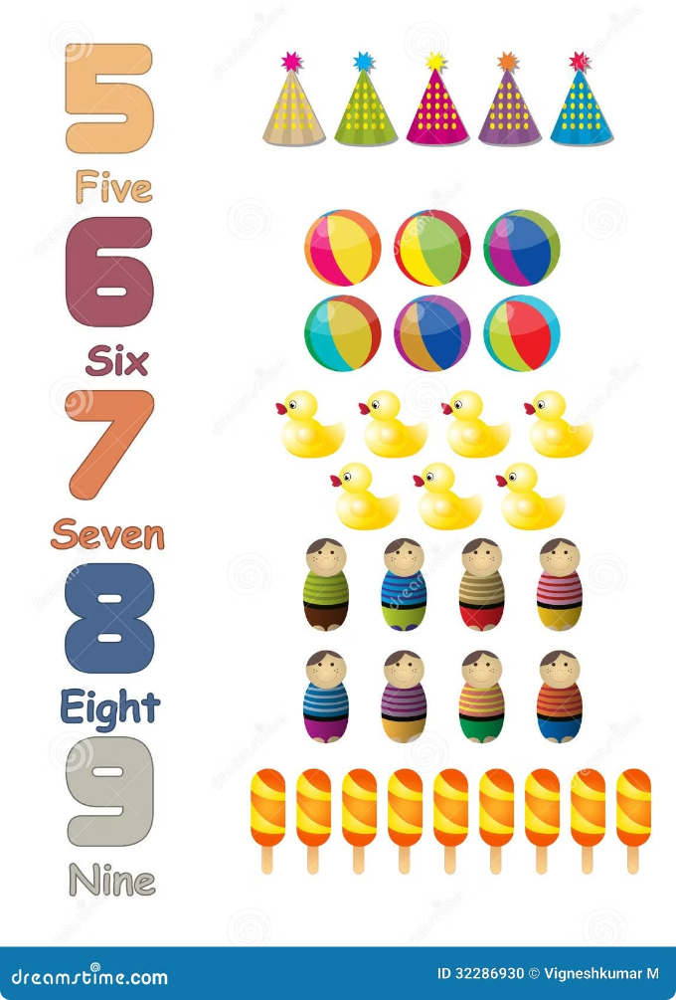 5
Five
6
Six
7
Seven
8
Eight
9
Nine
dreamstime.com
ID 32286930 © Vigneshkumar M